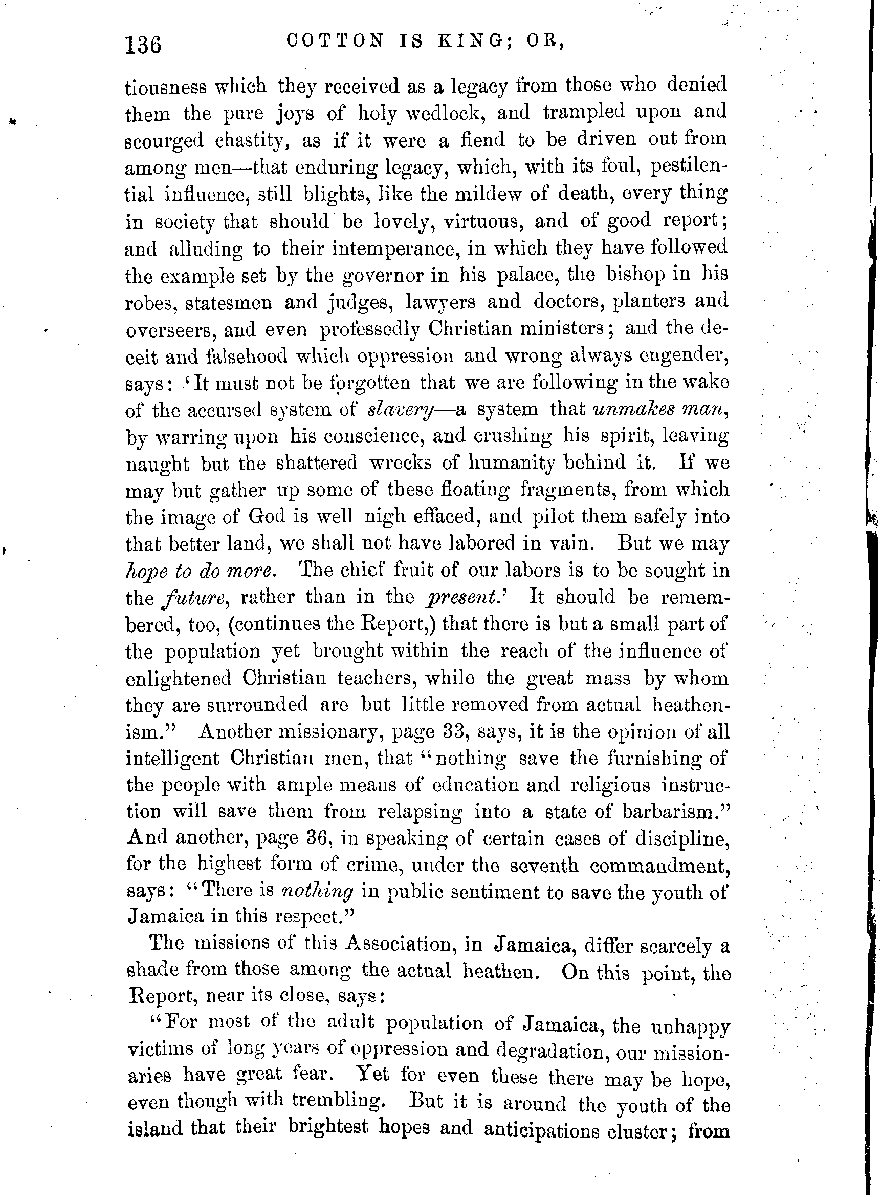 136 COTTON IS KING; OR,
tiousness which they received as a legacy from those who denied
them the pure joys of holy wedlock, and trampled upon and
scourged chastity, as if it were a fiend to be driven out from
among men—that enduring legacy, which, with its foul, pestilen-
tial influence, still blights, like the mildew of death, every thing
in society that should be lovely, virtuous, and of good report;
and alluding to their intemperance, in which they have followed
the example set by the governor in his palace, the bishop in his
robes, statesmen and judges, lawyers and doctors, planters and
overseers, and even professedly Christian ministers; and the de-
ceit and falsehood which oppression and wrong always engender,
says: ‘It must not be forgotten that we are following in the wake
of the accursed system of slavery—a system that unmakes man,
by warring upon his conscience, and crushing his spirit, leaving
naught but the shattered wrecks of humanity behind it. If we
may but gather up some of these floating fragments, from which
the image of God is well nigh effaced, and pilot them safely into
that better land, we shall not have labored in vain. But we may
hope to do more. The chief fruit of our labors is to be sought in
the future, rather than in the present.’ It should be remem-
bered, too, (continues the Report,) that there is but a small part of
the population yet brought within the reach of the influence of
enlightened Christian teachers, while the great mass by whom
they are surrounded are but little removed from actual heathen-
ism.” Another missionary, page 33, says, it is the opinion of all
intelligent Christian men, that “nothing save the furnishing of
the people with ample means of education and religious instruc-
tion will save them from relapsing into a state of barbarism.”
And another, page 36, in speaking of certain cases of discipline,
for the highest form of crime, under the seventh commandment,
says: “There is nothing in public sentiment to save the youth of
Jamaica in this respect.”
The missions of this Association, in Jamaica, differ scarcely a
shade from those among the actual heathen. On this point, the
Report, near its close, says:
“For most of the adult population of Jamaica, the unhappy
victims of long years of oppression and degradation, our mission-
aries have great fear. Yet for even these there may be hope,
even though with trembling. But it is around the youth of the
island that their brightest hopes and anticipations cluster; from